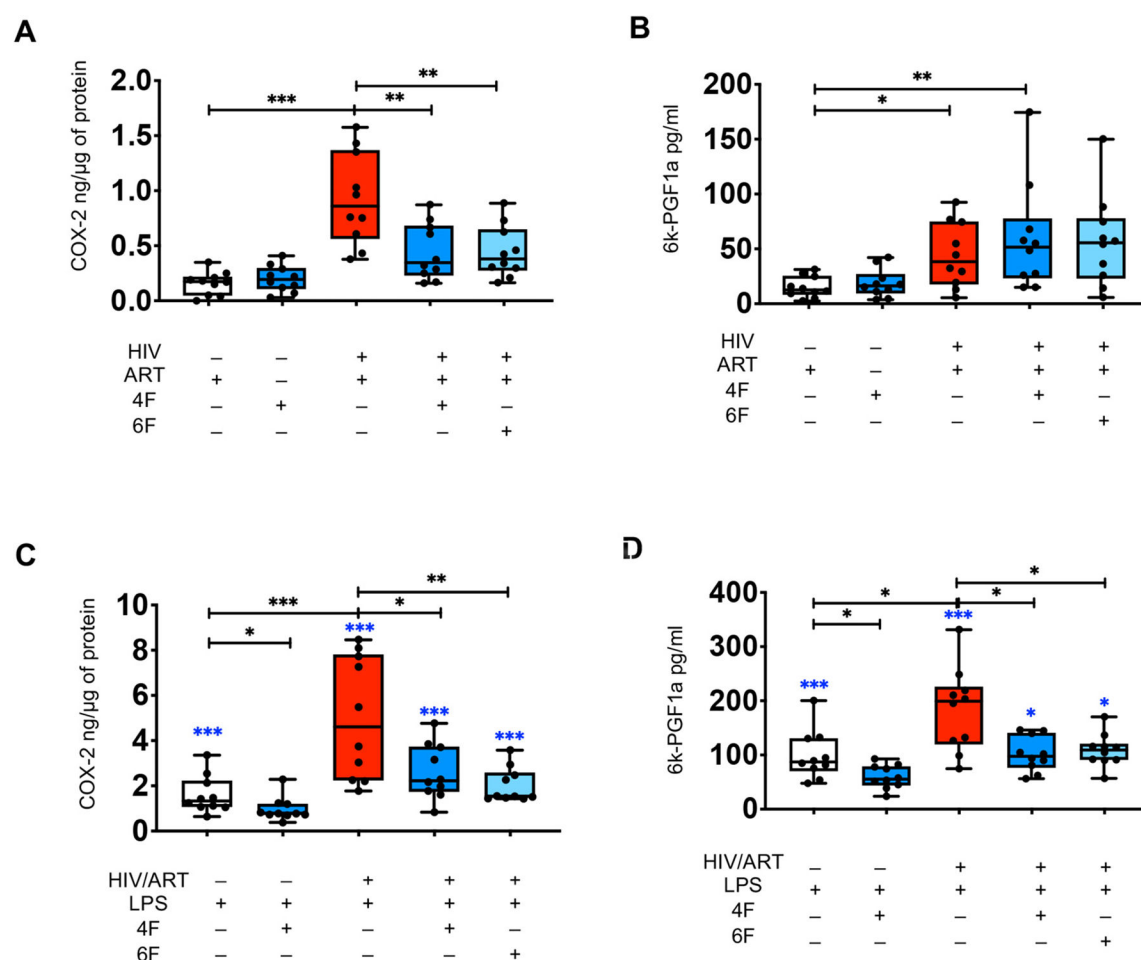 A
COX-2 ng/µg of protein
2.0
1.5
1.0
0.5
0.0
***
**
**
HIV – – + + +
ART + – + + +
4F – + – + –
6F – – – – +
B
6k-PGF1a pg/ml
200
150
100
50
0
**
*
HIV – – + + +
ART + – + + +
4F – + – + –
6F – – – – +
C
COX-2 ng/µg of protein
10
8
6
4
2
0
**
***
*
*
***
***
***
***
HIV/ART – – + + +
LPS + + + + +
4F – + – + –
6F – – – – +
D
6k-PGF1a pg/ml
400
300
200
100
0
*
*
*
*
***
***
*
*
HIV/ART – – + + +
LPS + + + + +
4F – + – + –
6F – – – – +